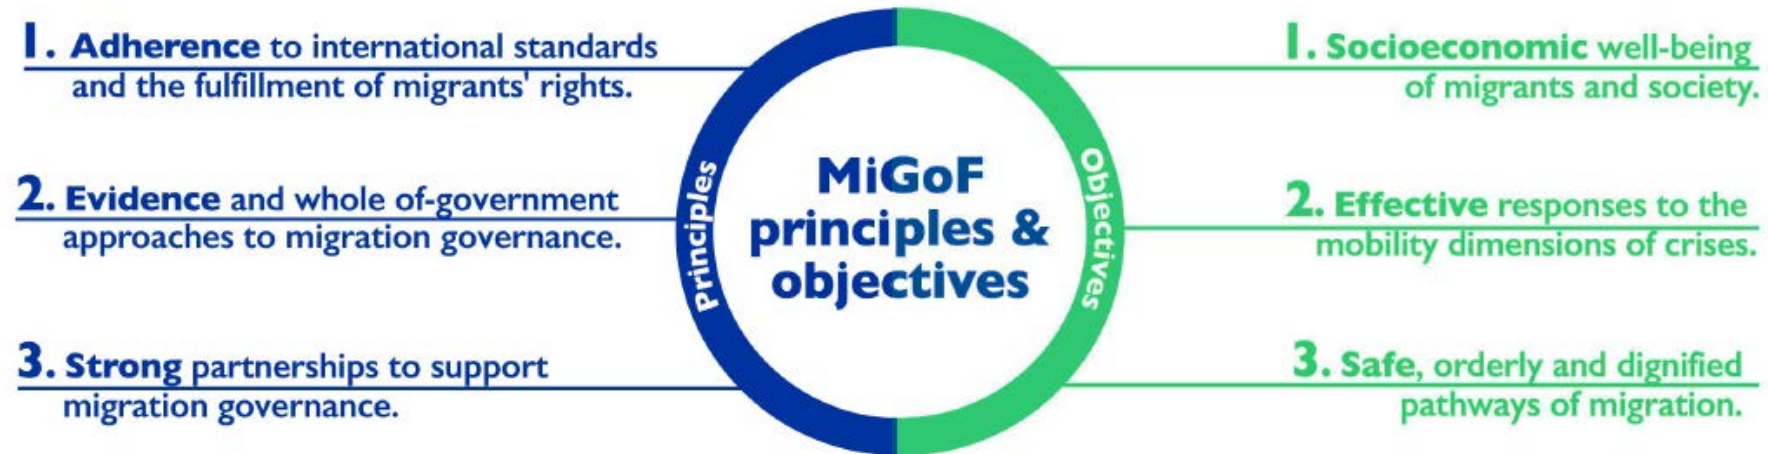 1. Adherence to international standards
and the fulfillment of migrants' rights.
2. Evidence and whole of-government
approaches to migration governance.
3. Strong partnerships to support
migration governance.
Principles
MiGoF
principles &
objectives
Objectives
1. Socioeconomic well-being
of migrants and society.
2. Effective responses to the
mobility dimensions of crises.
3. Safe, orderly and dignified
pathways of migration.